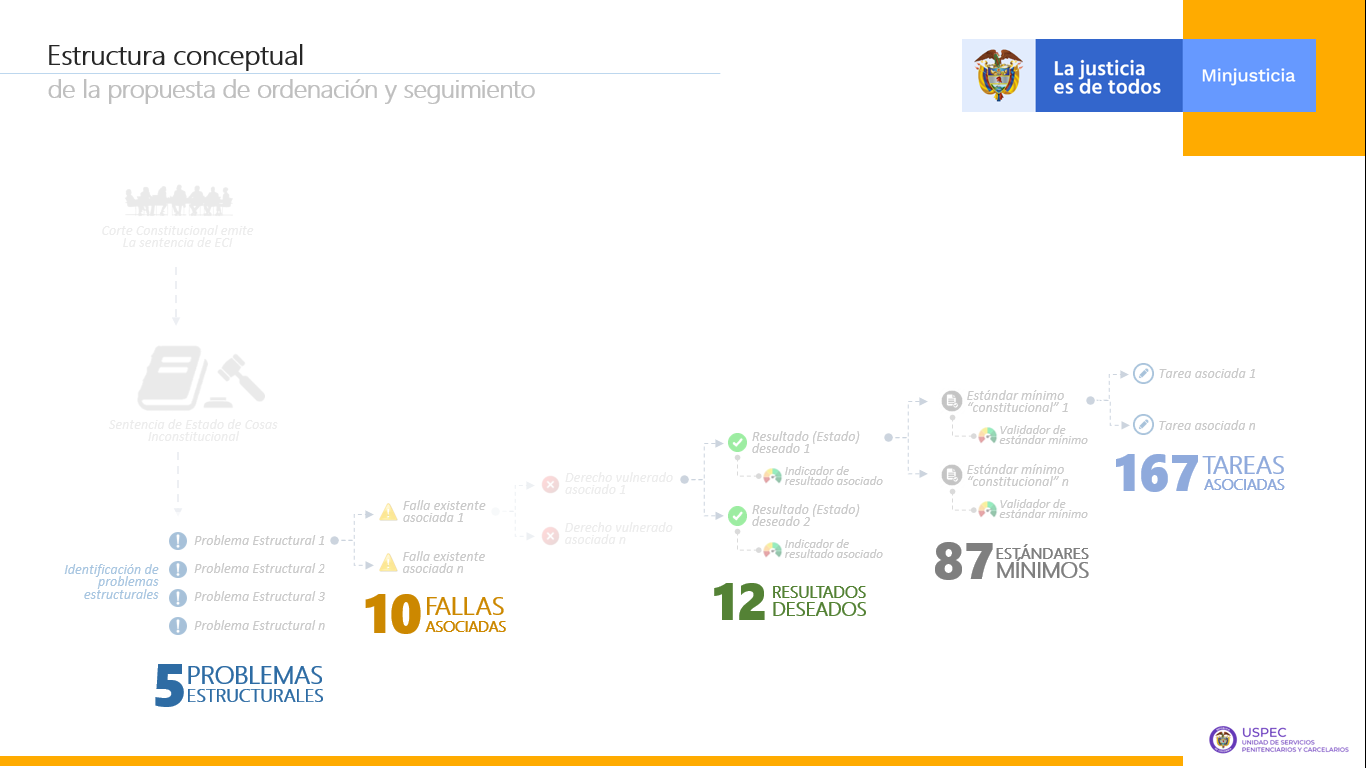 Estructura conceptual
de la propuesta de ordenación y seguimiento
La justicia
es de todos
Minjusticia
Corte Constitucional emite
La sentencia de ECI
Sentencia de Estado de Cosas
Inconstitucional
Identificación de
problemas
estructurales
Problema Estructural 1
Problema Estructural 2
Problema Estructural 3
Problema Estructural n
5 PROBLEMAS
ESTRUCTURALES
Falla existente
asociada 1
Falla existente
asociada n
10 FALLAS
ASOCIADAS
Derecho vulnerado
asociado 1
Derecho vulnerado
asociado n
Resultado (Estado)
deseado 1
Indicador de
resultado asociado
Resultado (Estado)
deseado 2
Indicador de
resultado asociado
12 RESULTADOS
DESEADOS
Estándar mínimo
“constitucional” 1
Validador de
estándar mínimo
Estándar mínimo
“constitucional” n
Validador de
estándar mínimo
87 ESTÁNDARES
MÍNIMOS
Tarea asociada 1
Tarea asociada n
167 TAREAS
ASOCIADAS
USPEC
UNIDAD DE SERVICIOS
PENITENCIARIOS Y CARCELARIOS